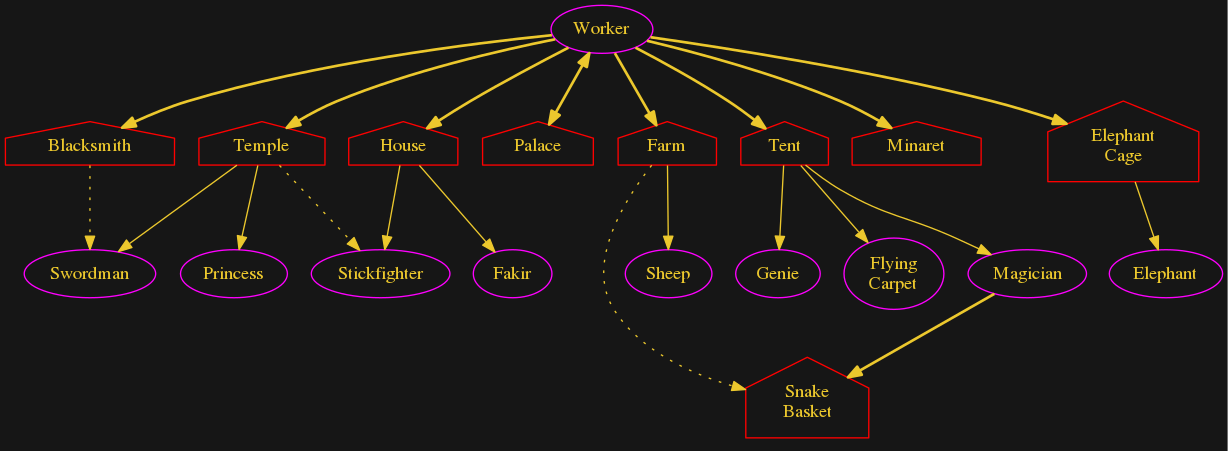 Worker
Blacksmith
Temple
House
Palace
Farm
Tent
Minaret
Elephant
Cage
Swordman
Princess
Stickfighter
Fakir
Sheep
Genie
Flying
Carpet
Magician
Elephant
Snake
Basket